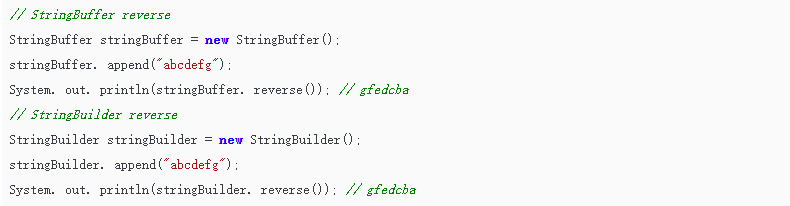 // StringBuffer reverse
StringBuffer stringBuffer = new StringBuffer();
stringBuffer. append("abcdefg");
System. out. println(stringBuffer. reverse()); // gfedcba
// StringBuilder reverse
StringBuilder stringBuilder = new StringBuilder();
stringBuilder. append("abcdefg");
System. out. println(stringBuilder. reverse()); // gfedcba